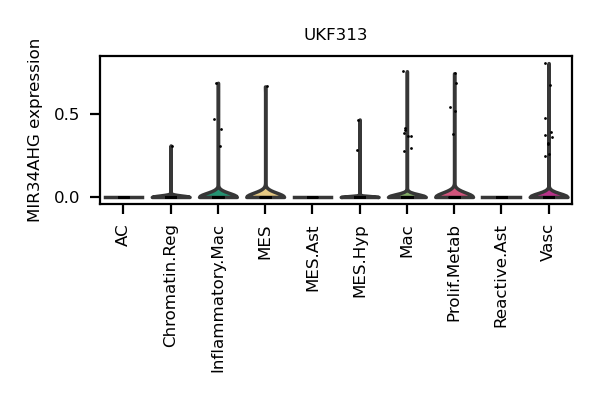 UKF313
MIR34AHG expression
0.5
0.0
AC
Chromatin.Reg
Inflammatory.Mac
MES
MES.Ast
MES.Hyp
Mac
Prolif.Metab
Reactive.Ast
Vasc